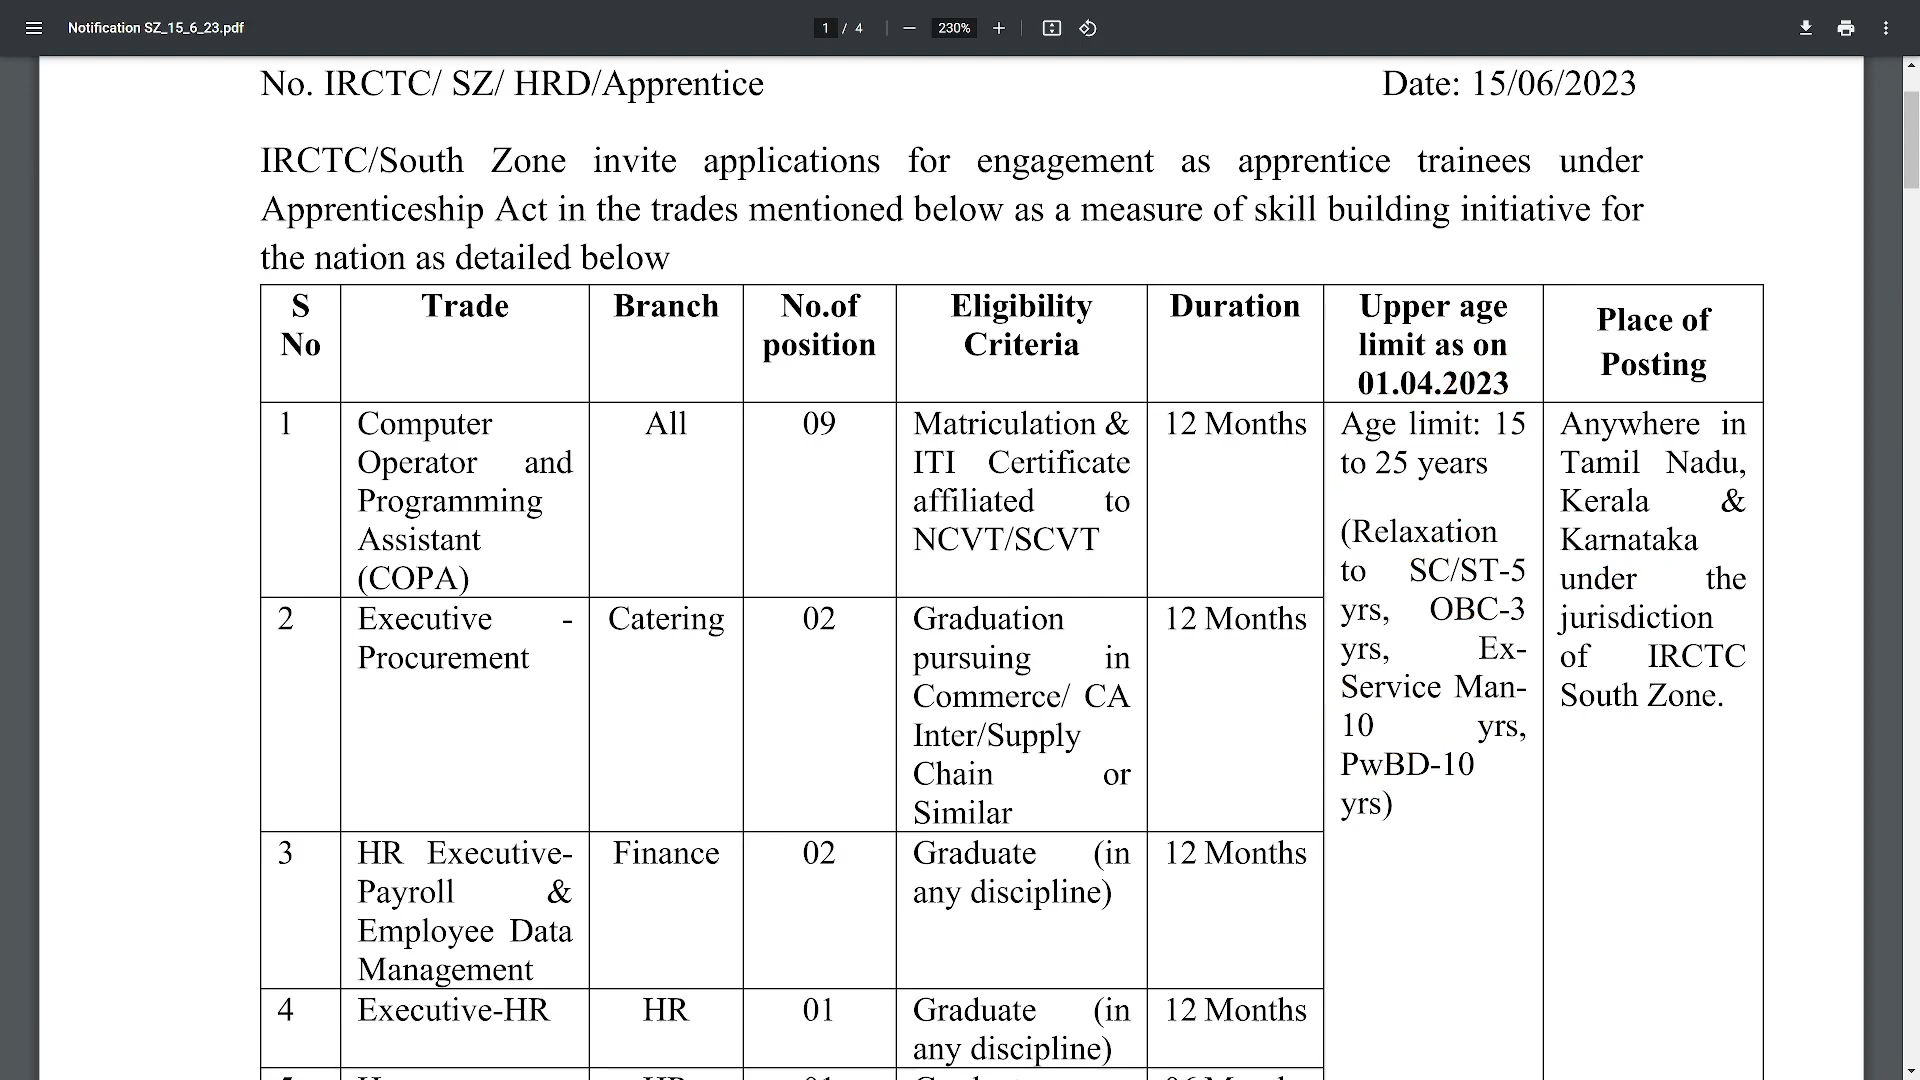 Notification SZ_15_6_23.pdf
1 / 4
230%
No. IRCTC/ SZ/ HRD/Apprentice Date: 15/06/2023
IRCTC/South Zone invite applications for engagement as apprentice trainees under
Apprenticeship Act in the trades mentioned below as a measure of skill building initiative for
the nation as detailed below
S No
Trade
Branch
No.of position
Eligibility Criteria
Duration
Upper age limit as on 01.04.2023
Place of Posting
1
Computer
Operator and
Programming
Assistant
(COPA)
All
09
Matriculation &
ITI Certificate
affiliated to
NCVT/SCVT
12 Months
Age limit: 15
to 25 years
(Relaxation
to SC/ST-5
yrs, OBC-3
yrs, Ex-
Service Man-
10 yrs,
PwBD-10
yrs)
Anywhere in
Tamil Nadu,
Kerala &
Karnataka
under the
jurisdiction
of IRCTC
South Zone.
2
Executive -
Procurement
Catering
02
Graduation
pursuing in
Commerce/ CA
Inter/Supply
Chain or
Similar
12 Months
3
HR Executive-
Payroll &
Employee Data
Management
Finance
02
Graduate (in
any discipline)
12 Months
4
Executive-HR
HR
01
Graduate (in
any discipline)
12 Months